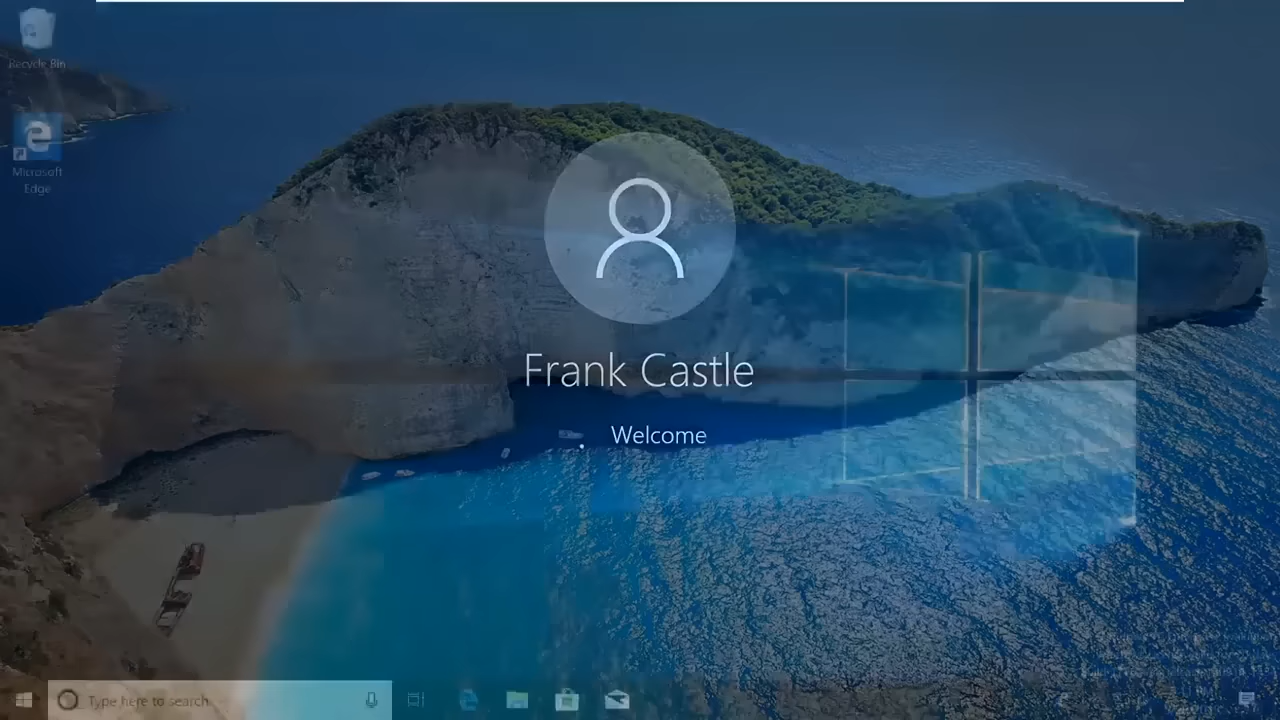 Recycle Bin
Microsoft
Edge
Frank Castle
Welcome
Type here to search